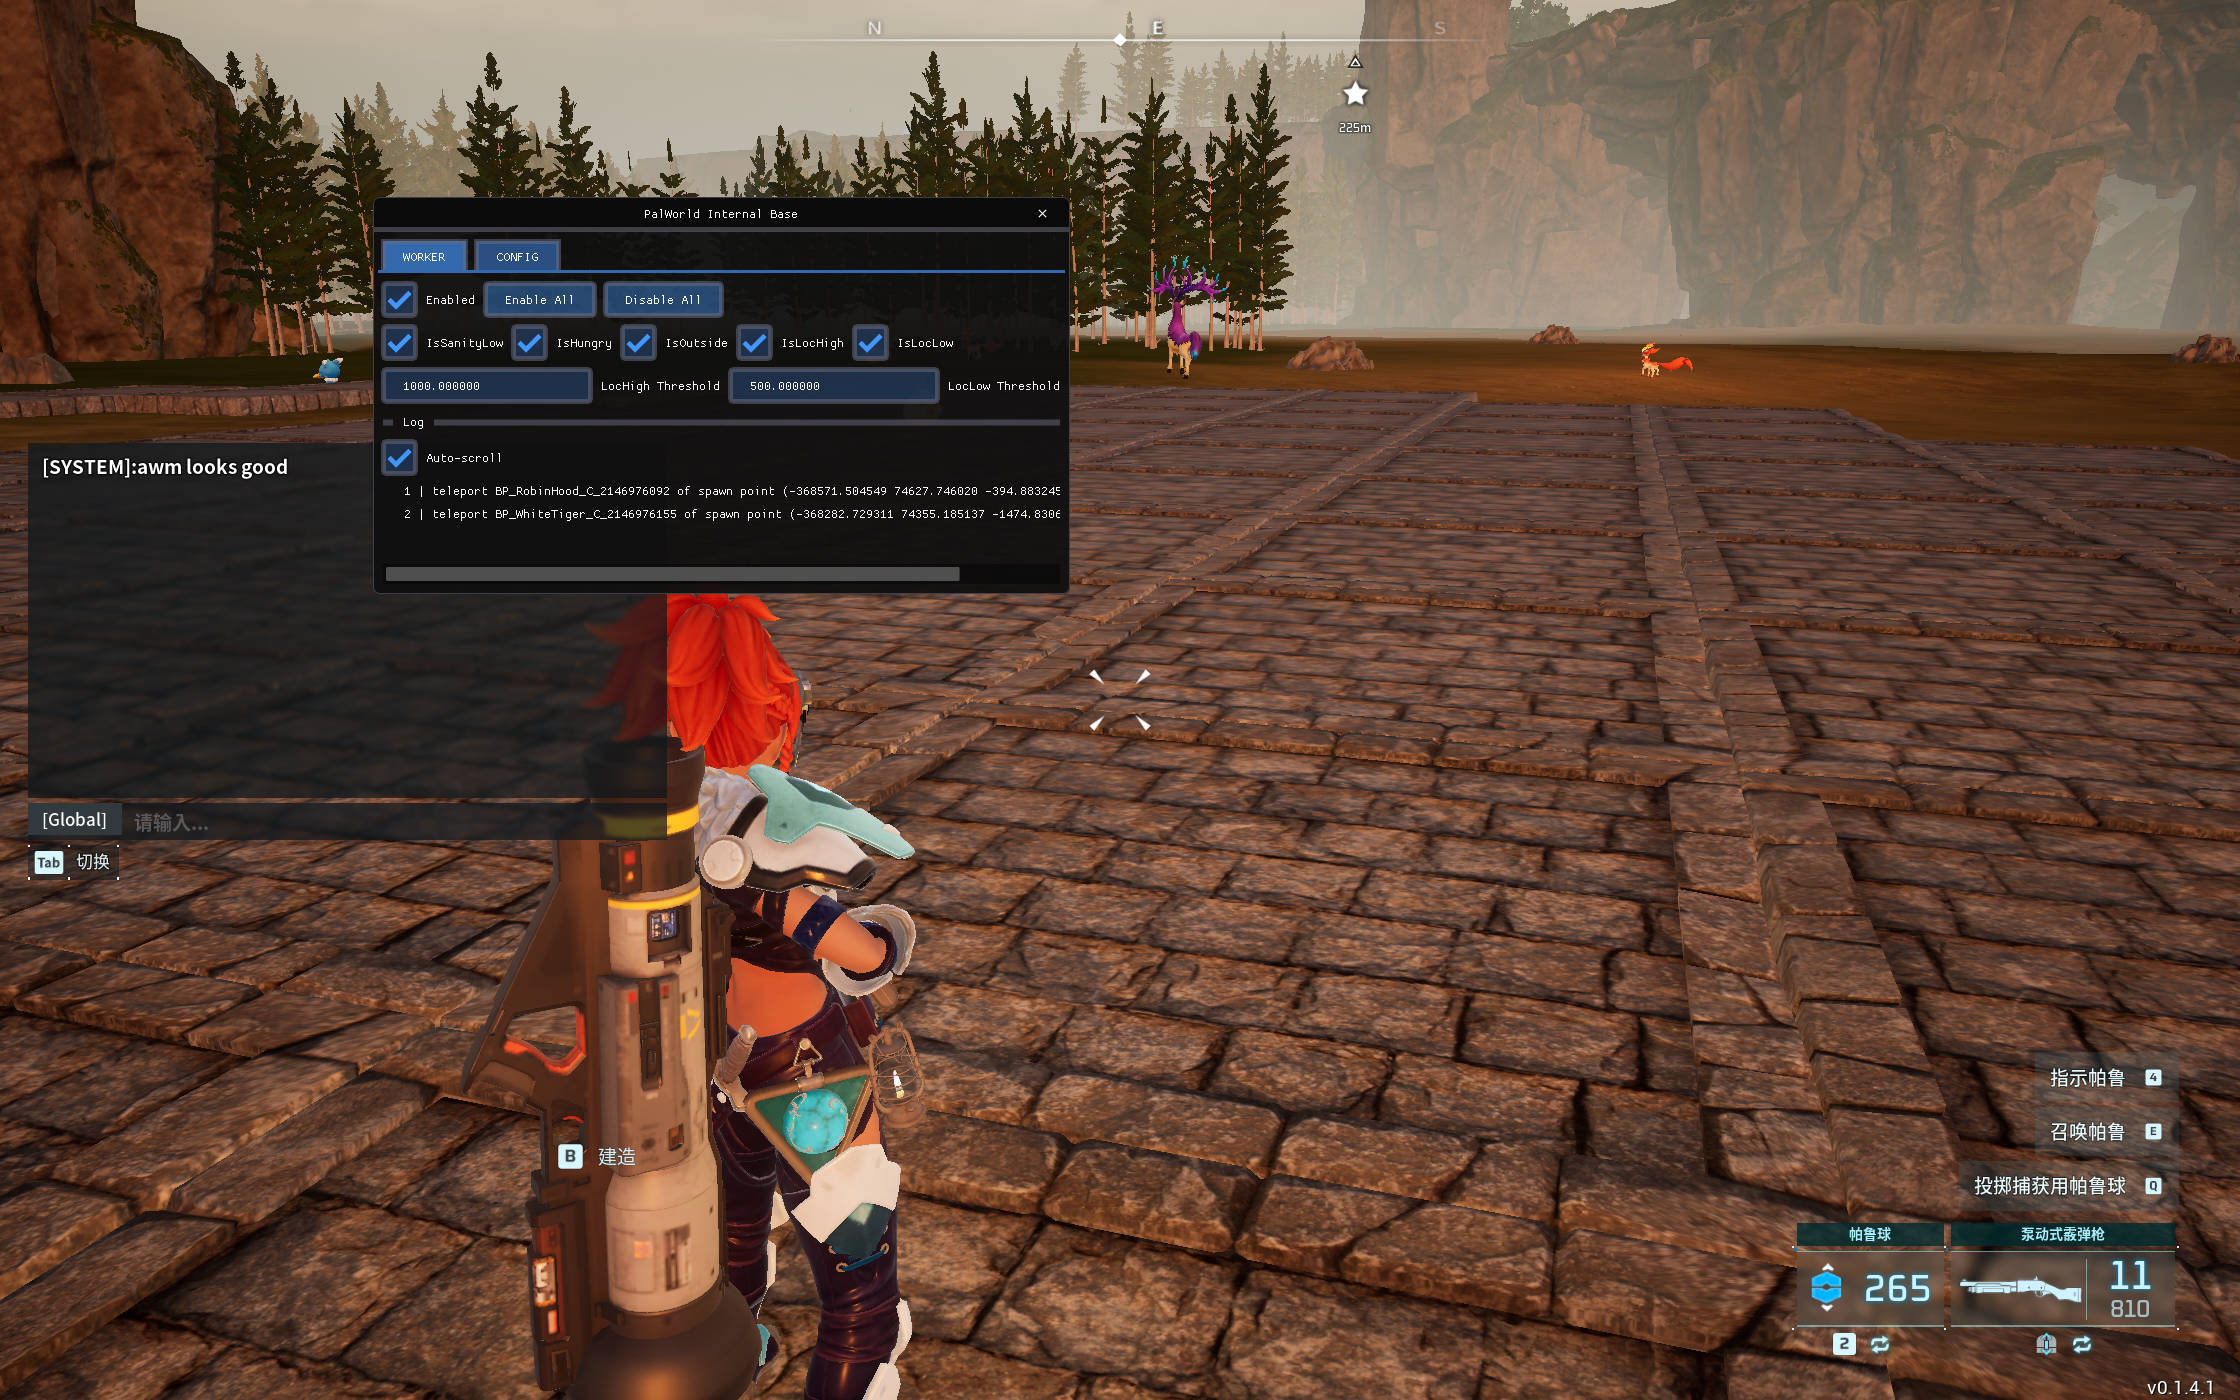 N E S
225m
PalWorld Internal Base
WORKER CONFIG
Enabled Enable All Disable All
IsSanityLow IsHungry IsOutside IsLocHigh IsLocLow
1000.000000 LocHigh Threshold 500.000000 LocLow Threshold
Log
Auto-scroll
1 | teleport BP_RobinHood_C_2146976092 of spawn point (-368571.504549 74627.746020 -394.883245
2 | teleport BP_WhiteTiger_C_2146976155 of spawn point (-368282.729311 74355.185137 -1474.8306
[SYSTEM]:awm looks good
[Global] 请输入...
Tab 切换
B 建造
指示帕鲁 4
召唤帕鲁 E
投掷捕获用帕鲁球 Q
帕鲁球 泵动式霰弹枪
265 11
810
2
v0.1.4.1